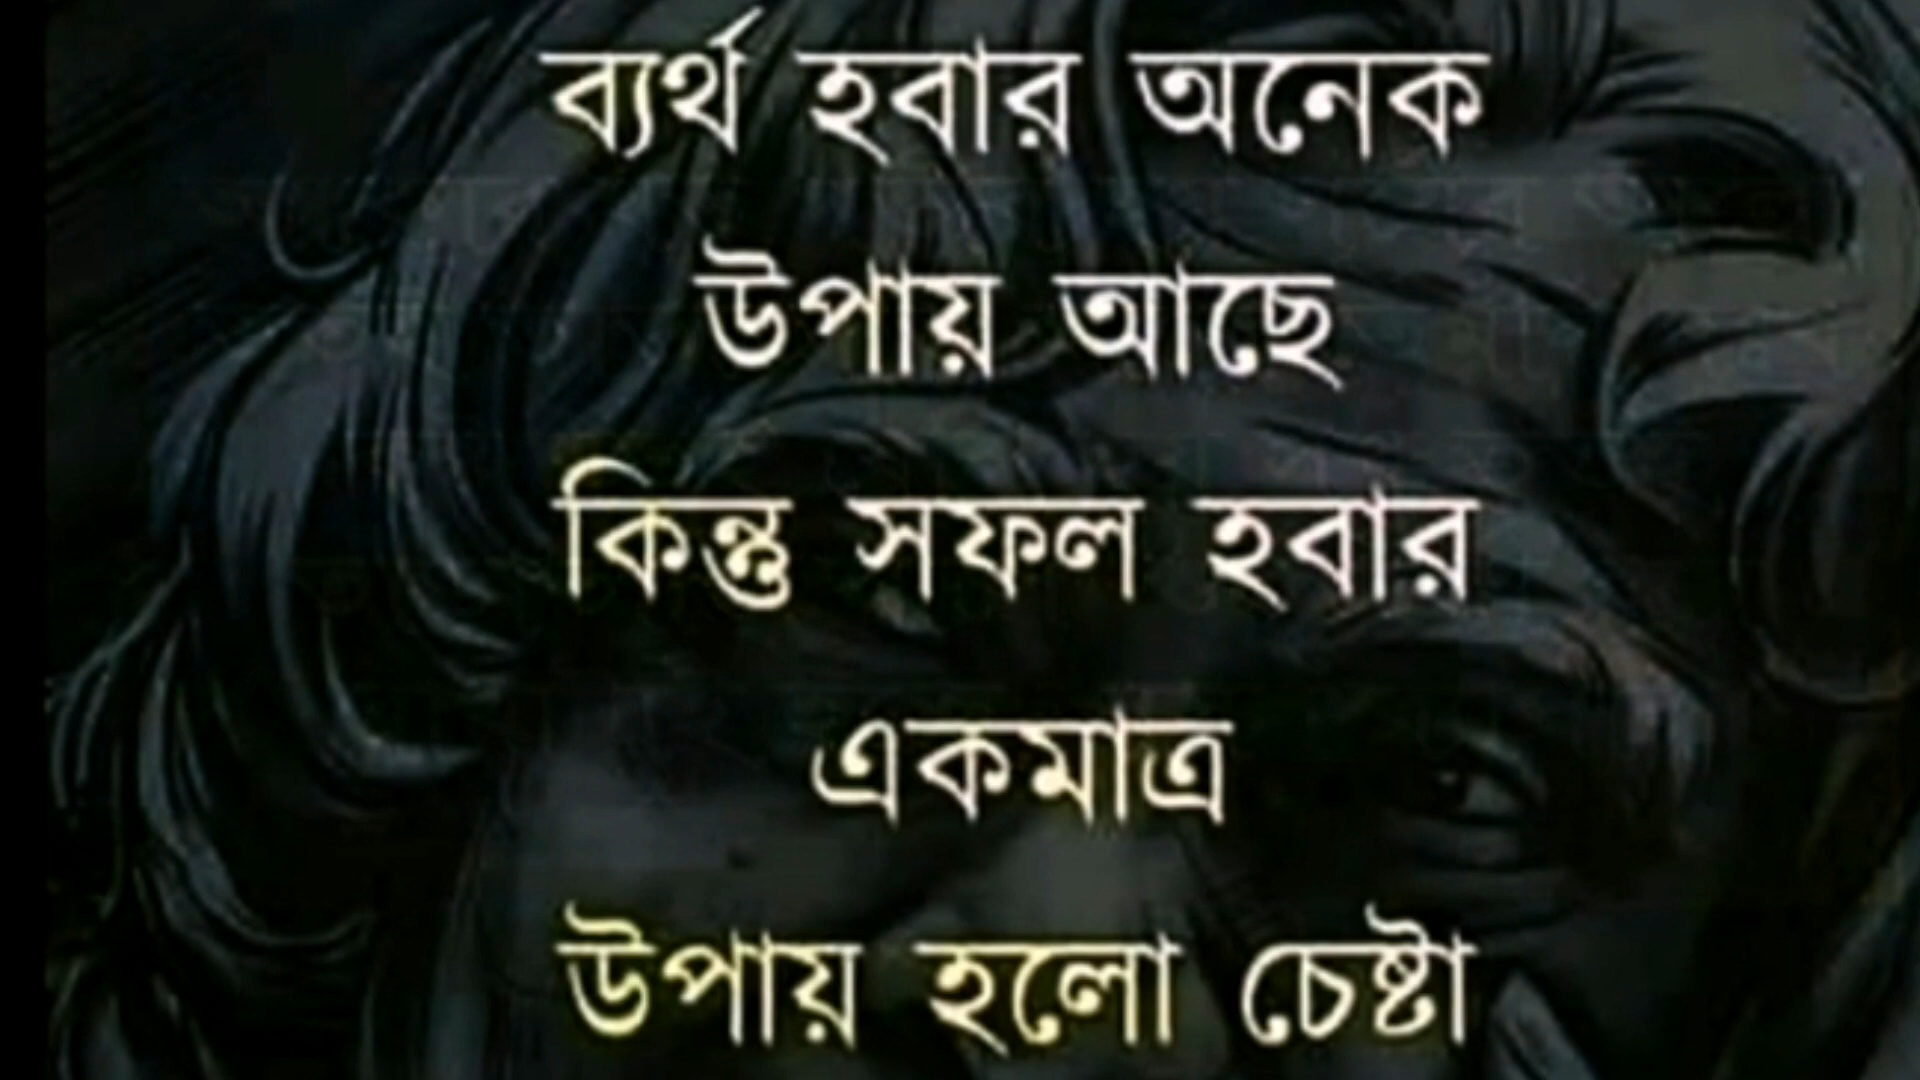 ব্যর্থ হবার অনেক
উপায় আছে
কিন্তু সফল হবার
একমাত্র
উপায় হলো চেষ্টা